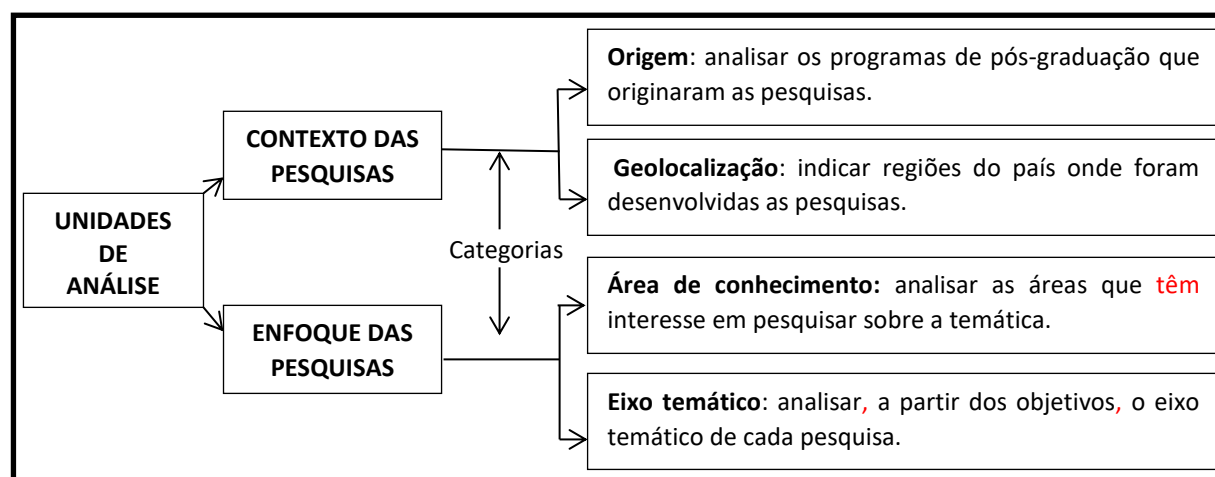 UNIDADES
DE
ANÁLISE
CONTEXTO DAS
PESQUISAS
Categorias
ENFOQUE DAS
PESQUISAS
Origem: analisar os programas de pós-graduação que
originaram as pesquisas.
Geolocalização: indicar regiões do país onde foram
desenvolvidas as pesquisas.
Área de conhecimento: analisar as áreas que têm
interesse em pesquisar sobre a temática.
Eixo temático: analisar, a partir dos objetivos, o eixo
temático de cada pesquisa.